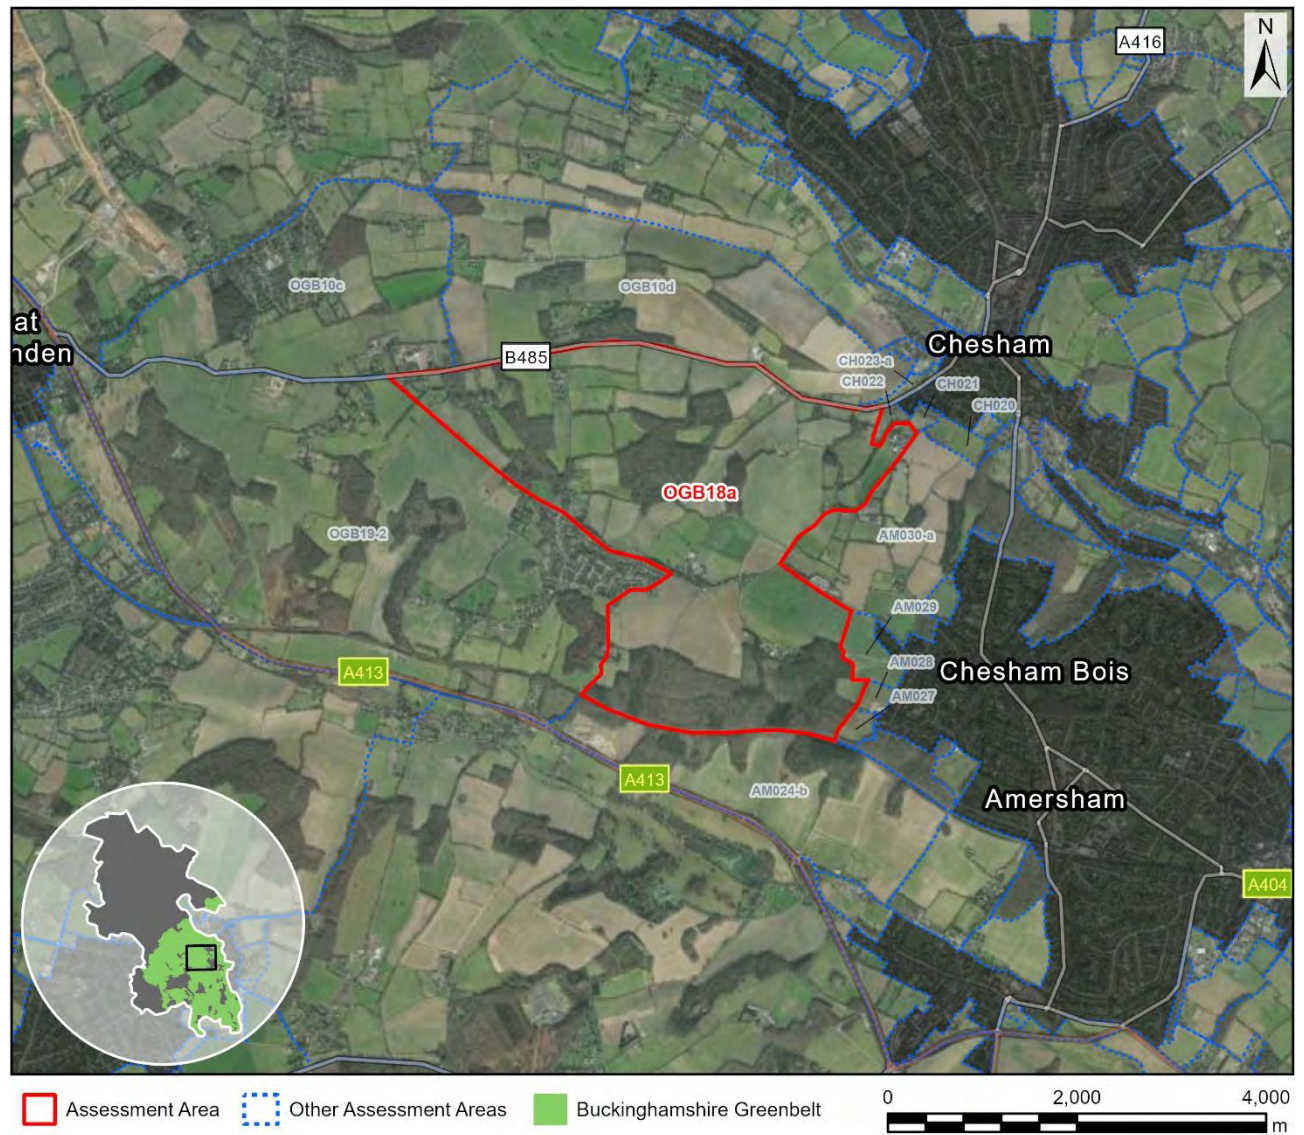 A416
N
OGB10c
OGB10d
at
nden
B485
Chesham
CH023-a
CH022
CH021
CH020
OGB18a
OGB19-2
AM030-a
AM029
AM028
AM027
Chesham Bois
A413
A413
AM024-b
Amersham
A404
Assessment Area
Other Assessment Areas
Buckinghamshire Greenbelt
0 2,000 4,000
m